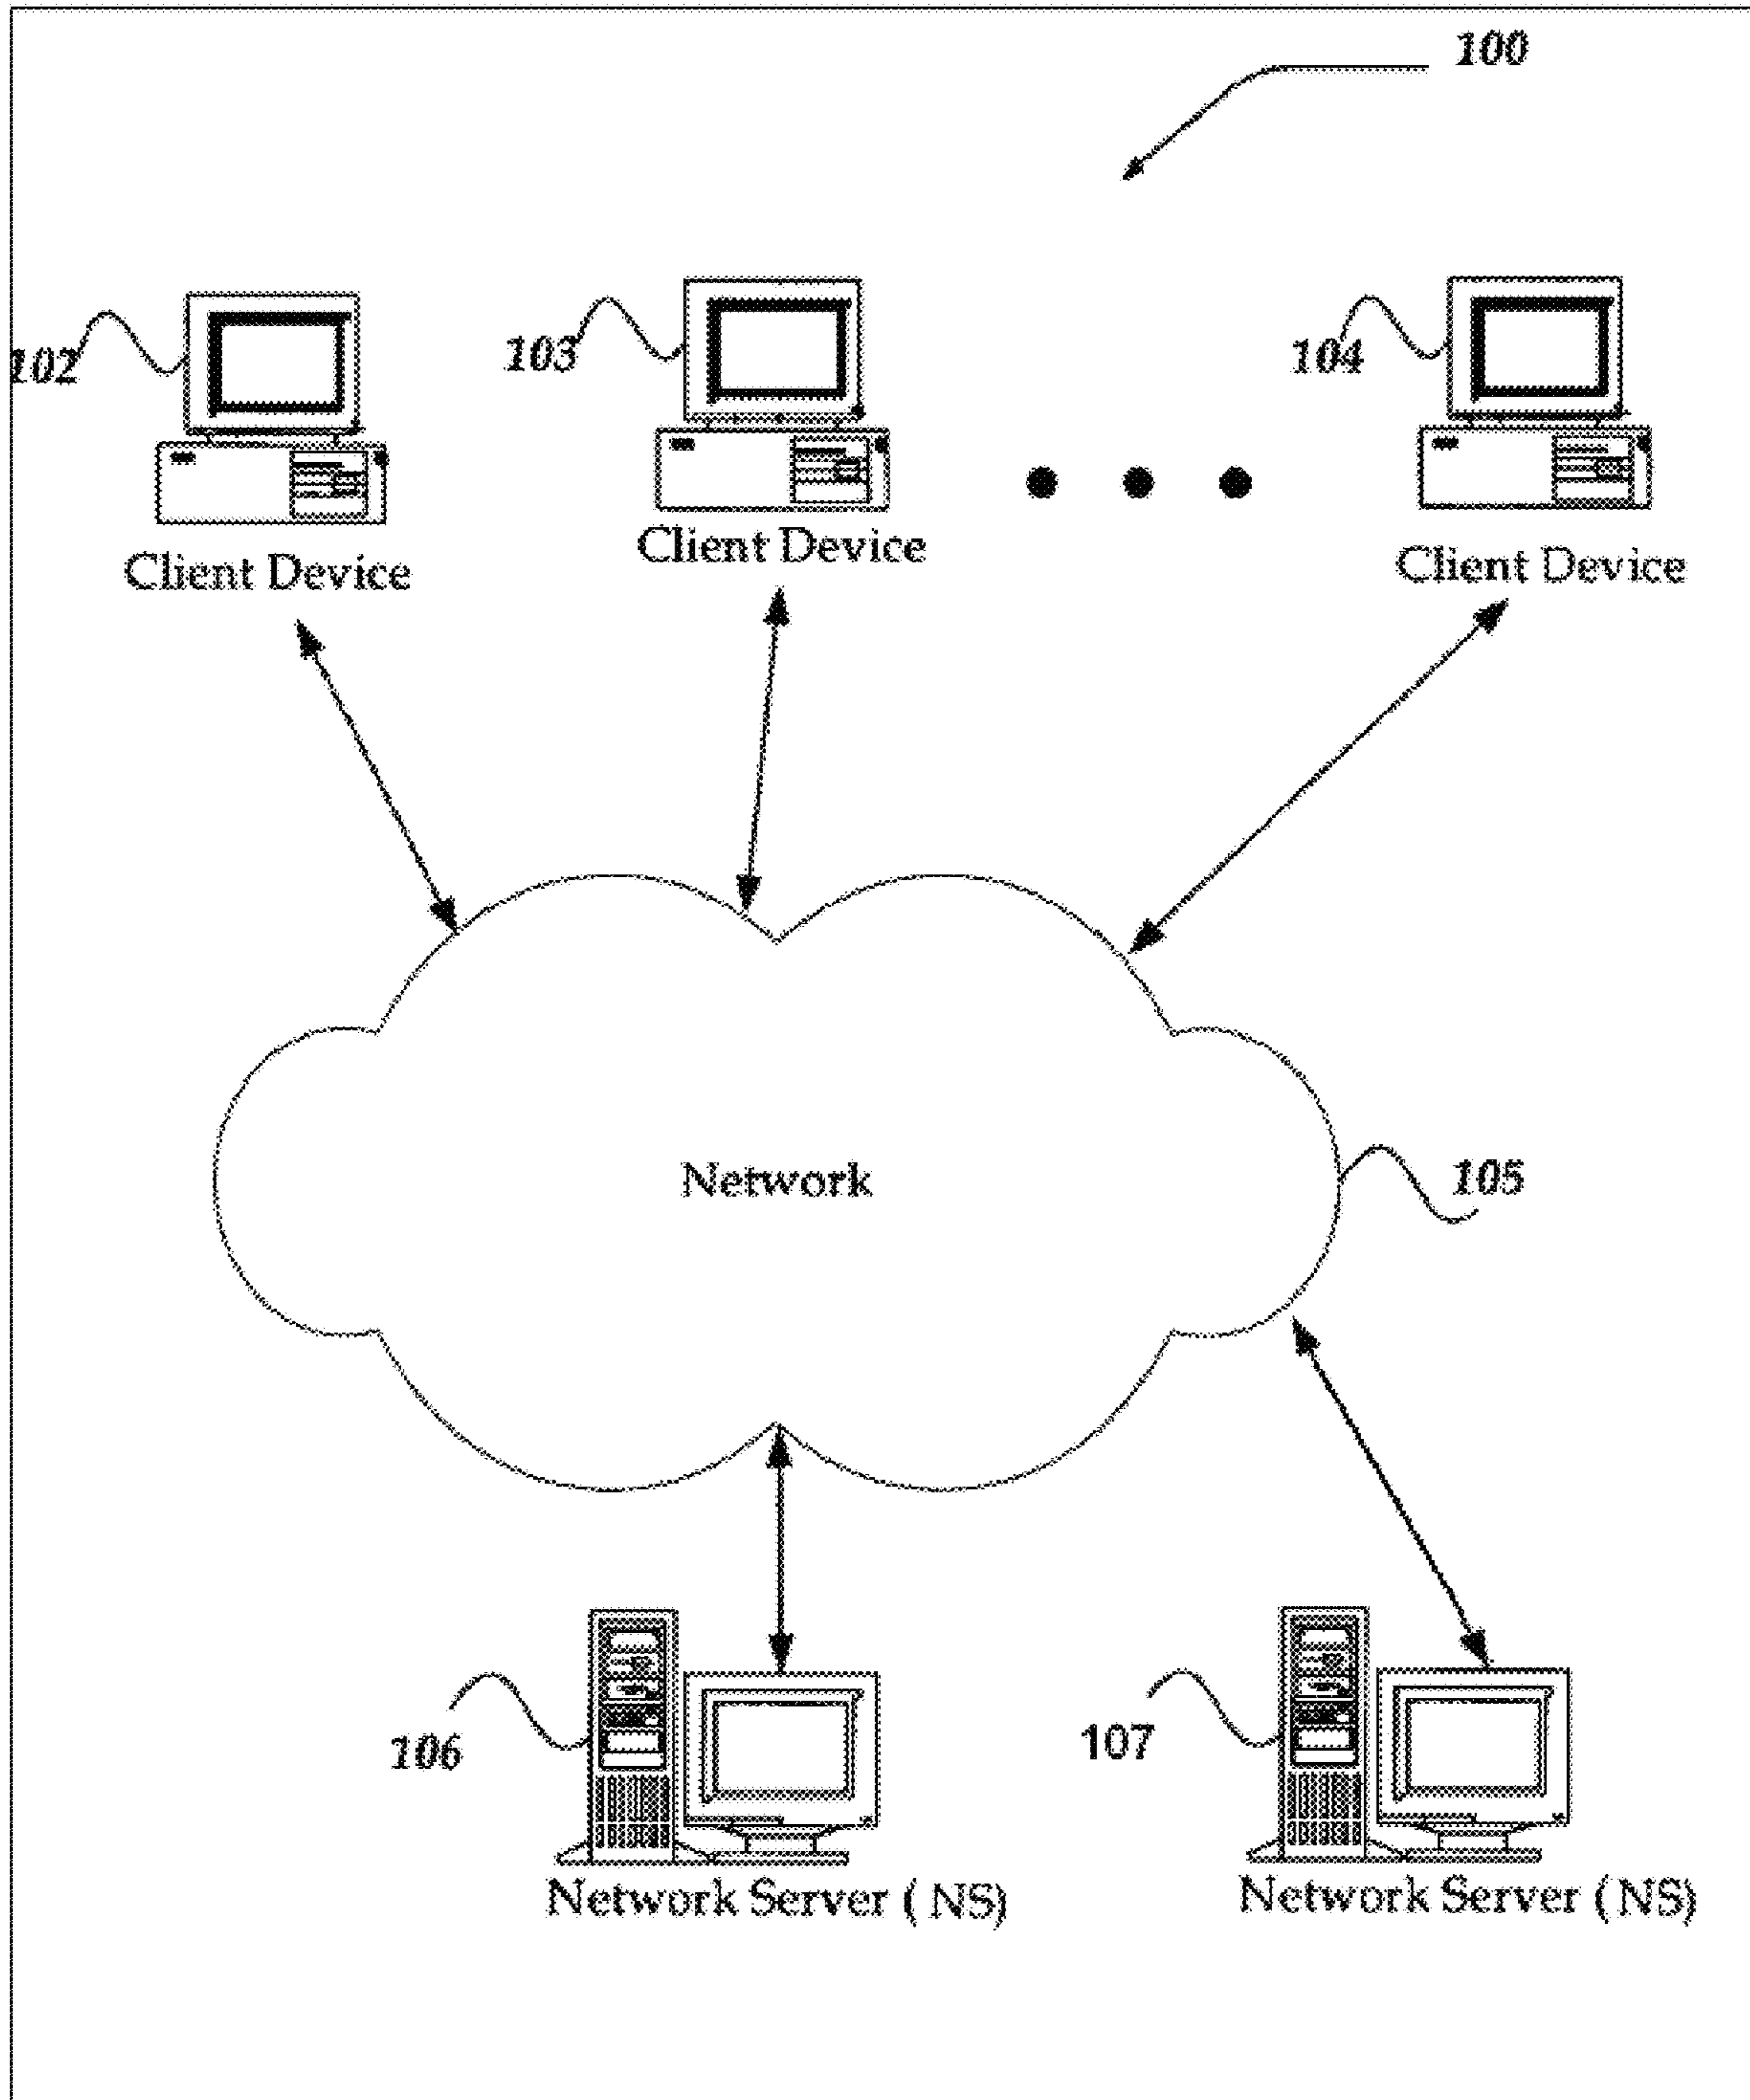 100
102
103
104
Client Device
Client Device
Client Device
Network
105
106
107
Network Server ( NS)
Network Server ( NS)